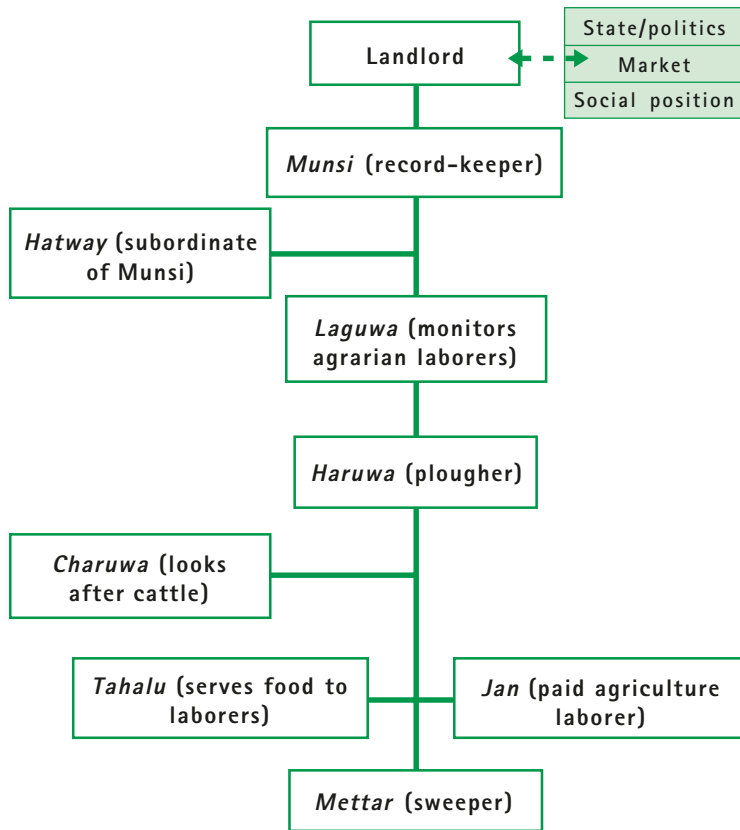 State/politics
Landlord
Market
Social position
Munsi (record-keeper)
Hatway (subordinate
of Munsi)
Laguwa (monitors
agrarian laborers)
Haruwa (plougher)
Charuwa (looks
after cattle)
Tahalu (serves food to
laborers)
Jan (paid agriculture
laborer)
Mettar (sweeper)